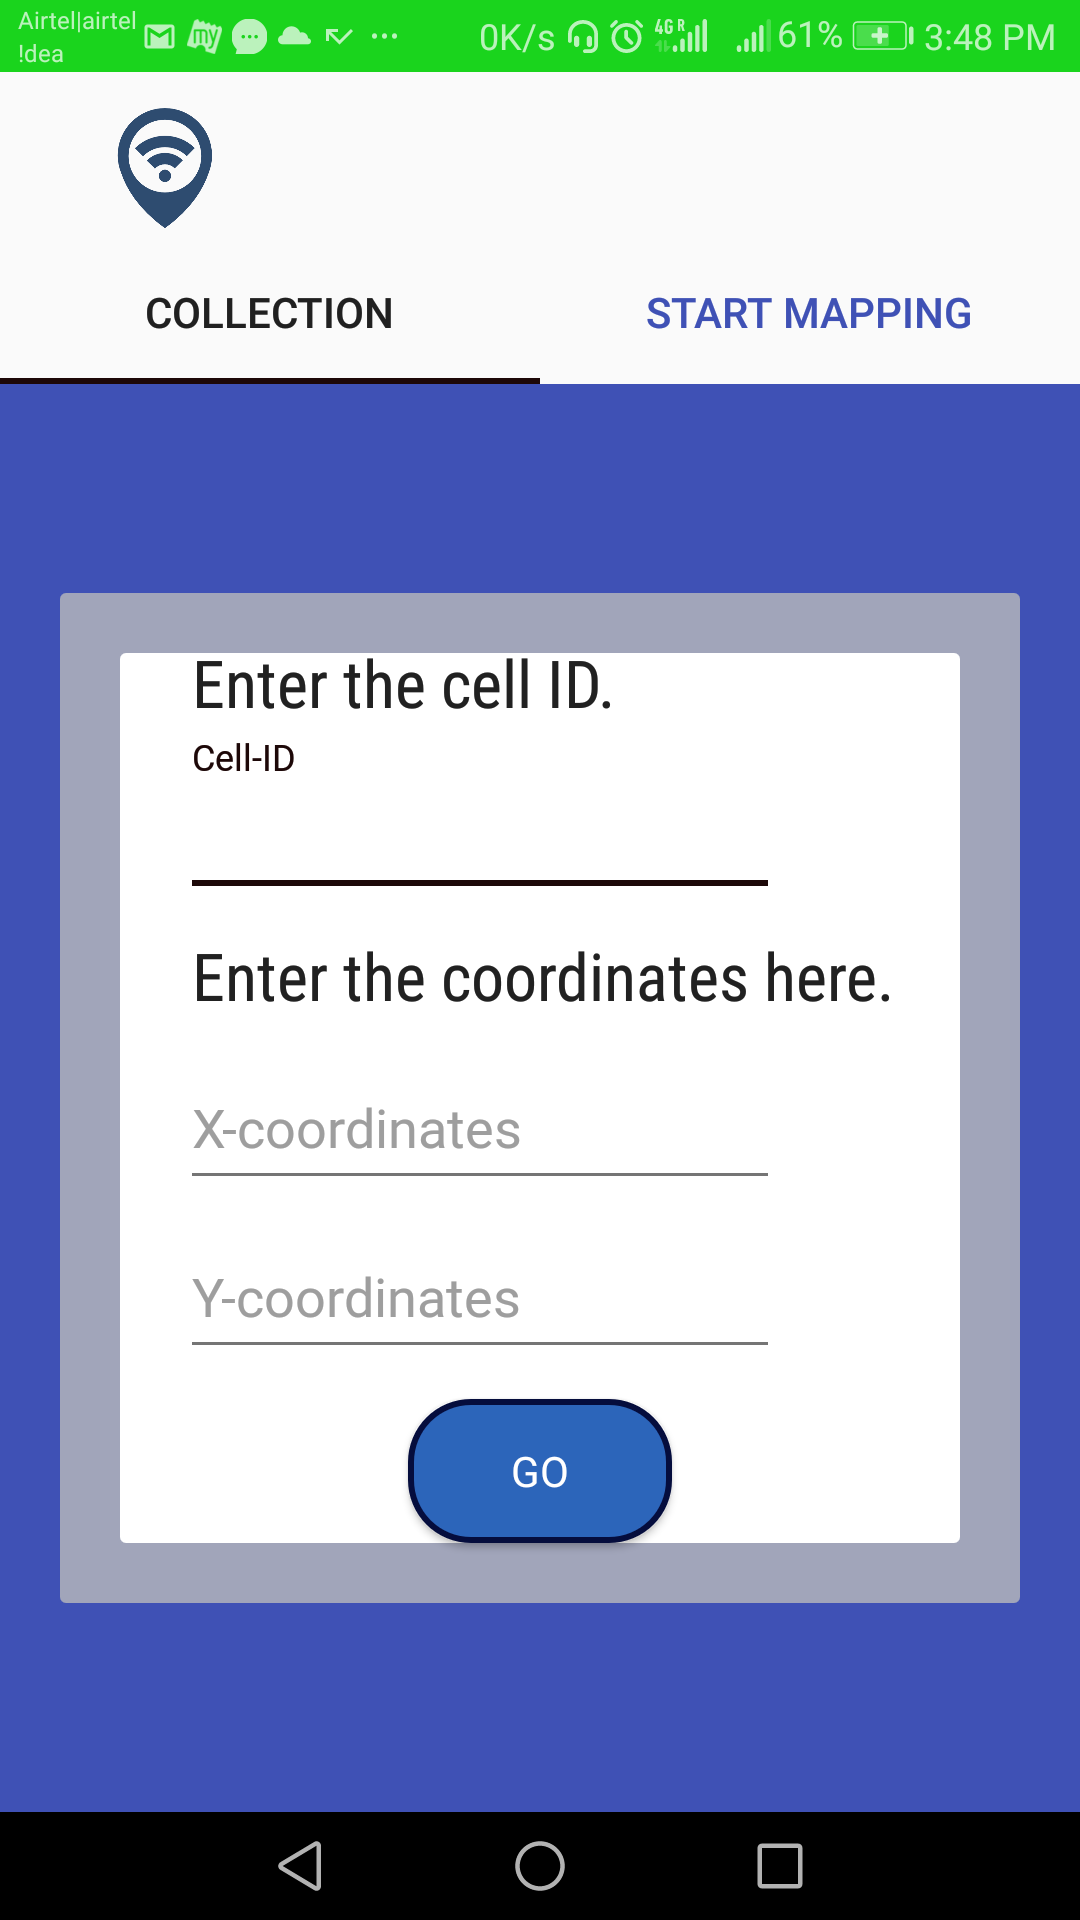 Airtel|airtel
!dea
my
0K/s
4G R
61%
3:48 PM
COLLECTION
START MAPPING
Enter the cell ID.
Cell-ID
Enter the coordinates here.
X-coordinates
Y-coordinates
GO